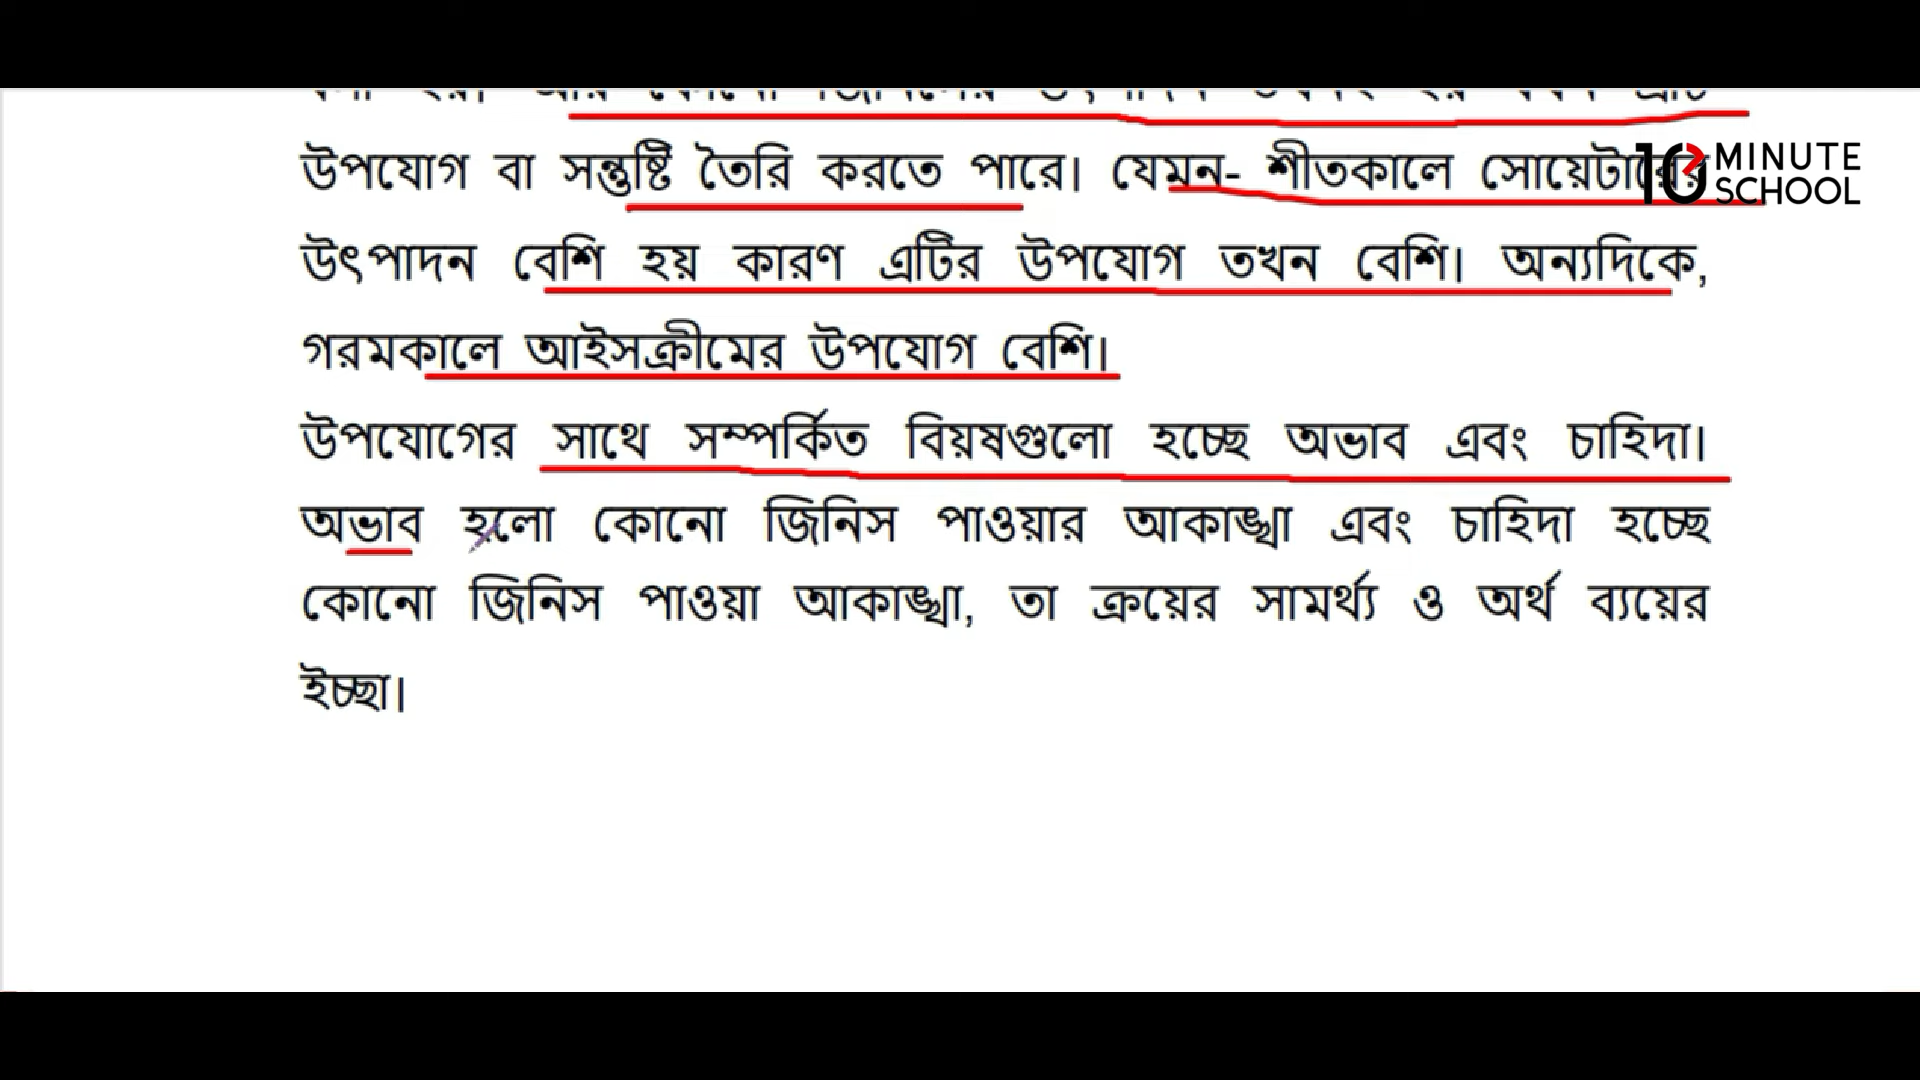 উপযোগ বা সন্তুষ্টি তৈরি করতে পারে। যেমন- শীতকালে সোয়েটারের
10 MINUTE SCHOOL
উৎপাদন বেশি হয় কারণ এটির উপযোগ তখন বেশি। অন্যদিকে,
গরমকালে আইসক্রীমের উপযোগ বেশি।
উপযোগের সাথে সম্পর্কিত বিয়ষগুলো হচ্ছে অভাব এবং চাহিদা।
অভাব হলো কোনো জিনিস পাওয়ার আকাঙ্খা এবং চাহিদা হচ্ছে
কোনো জিনিস পাওয়া আকাঙ্খা, তা ক্রয়ের সামর্থ্য ও অর্থ ব্যয়ের
ইচ্ছা।